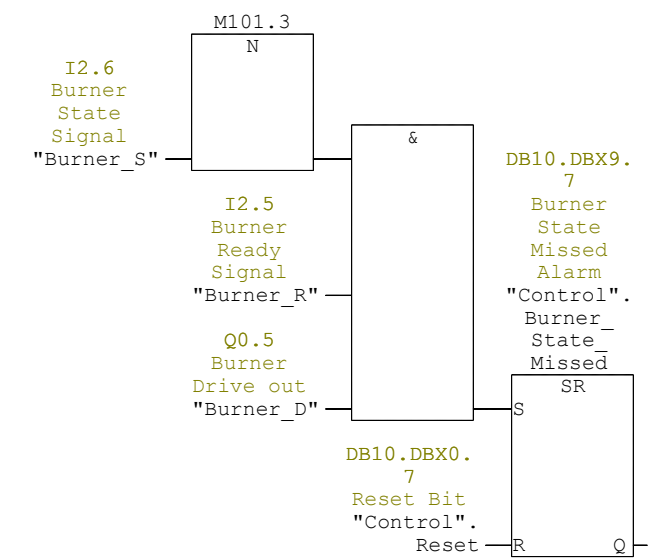 M101.3
N
I2.6
Burner
State
Signal
"Burner_S"
&
I2.5
Burner
Ready
Signal
"Burner_R"
Q0.5
Burner
Drive out
"Burner_D"
DB10.DBX9.
7
Burner
State
Missed
Alarm
"Control".
Burner_
State_
Missed
SR
S
DB10.DBX0.
7
Reset Bit
"Control".
Reset
R
Q